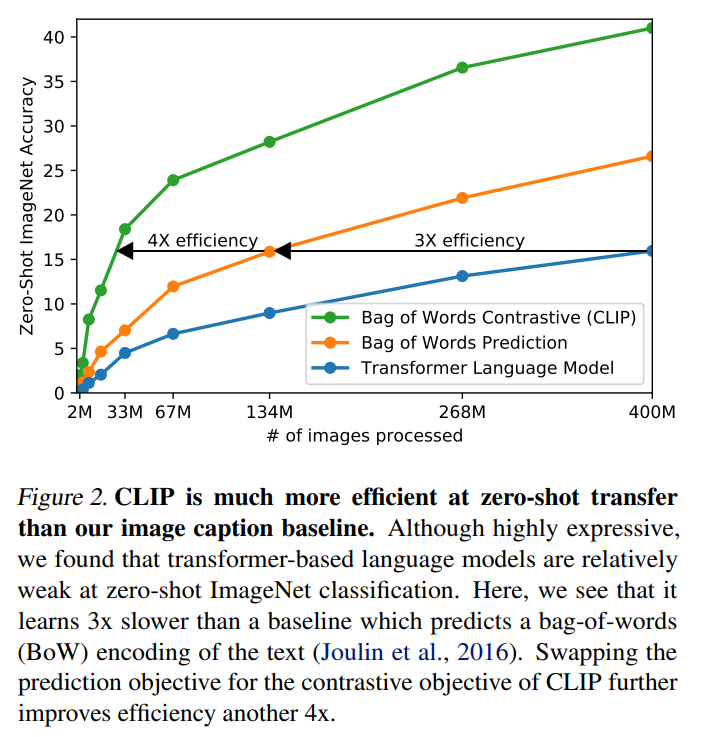 40
35
30
25
20
15
10
5
0
Zero-Shot ImageNet Accuracy
4X efficiency
3X efficiency
Bag of Words Contrastive (CLIP)
Bag of Words Prediction
Transformer Language Model
2M 33M 67M 134M 268M 400M
# of images processed
Figure 2. CLIP is much more efficient at zero-shot transfer
than our image caption baseline. Although highly expressive,
we found that transformer-based language models are relatively
weak at zero-shot ImageNet classification. Here, we see that it
learns 3x slower than a baseline which predicts a bag-of-words
(BoW) encoding of the text (Joulin et al., 2016). Swapping the
prediction objective for the contrastive objective of CLIP further
improves efficiency another 4x.